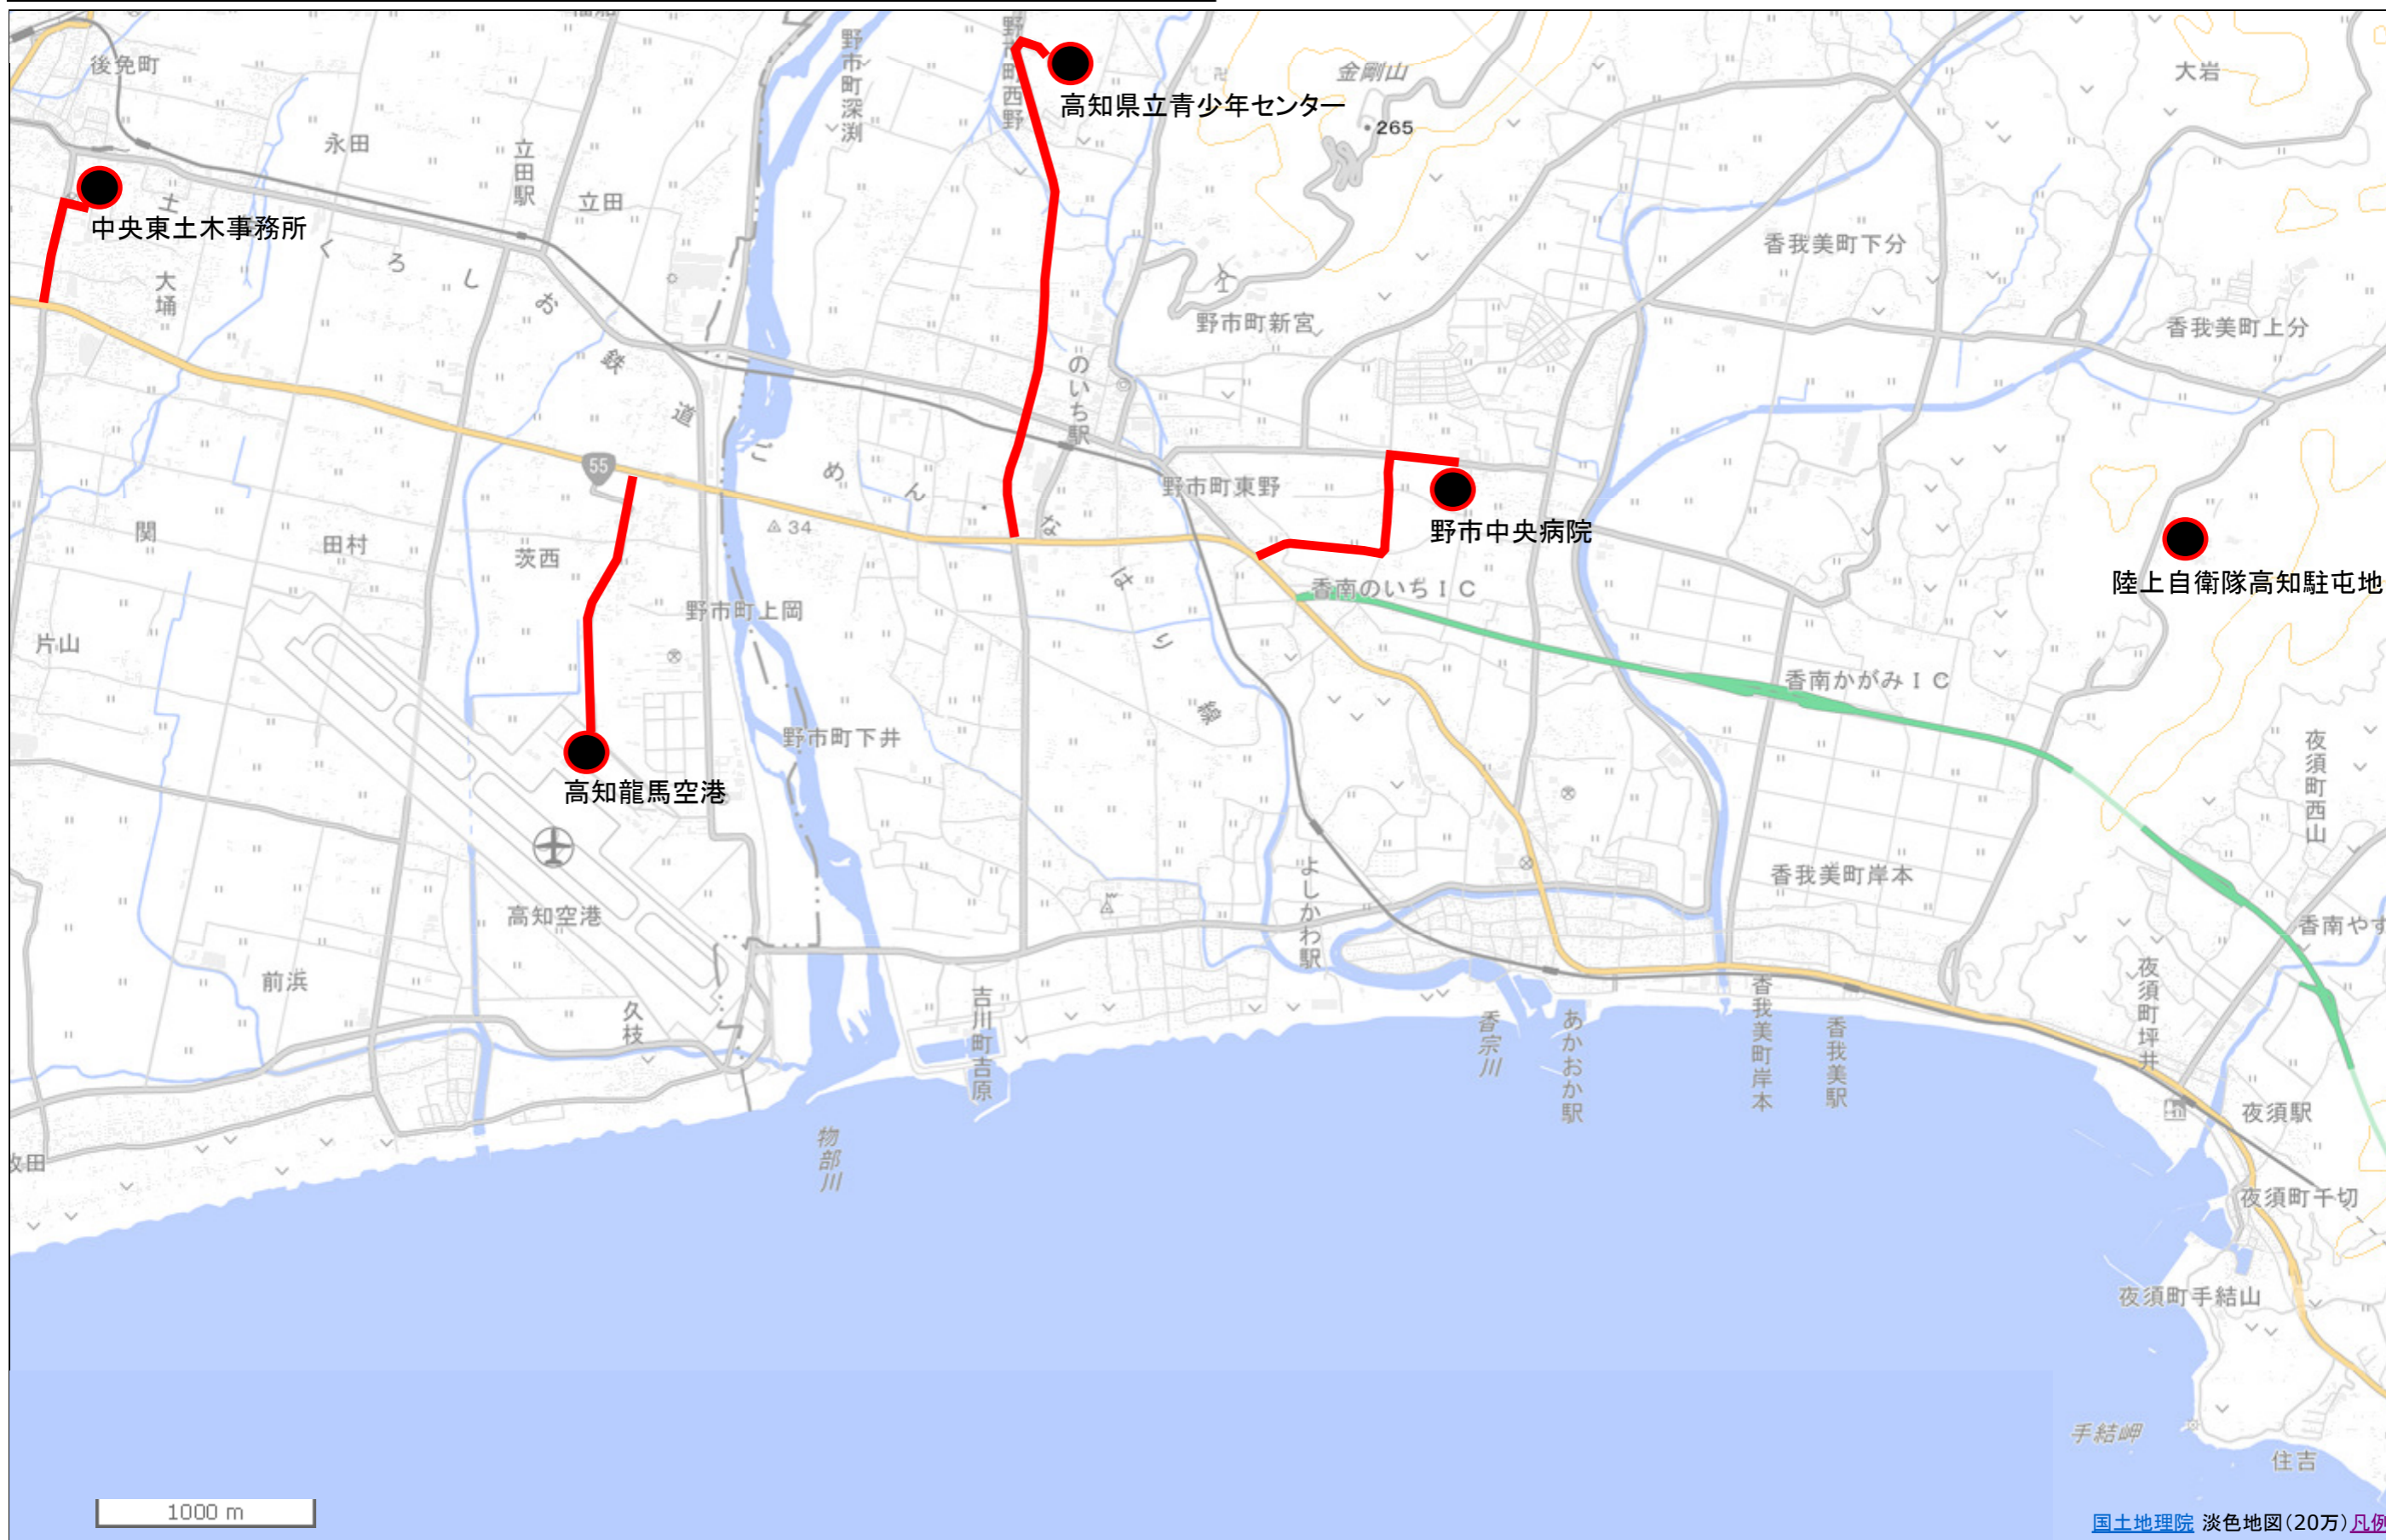 後免町
野市町深渕
野市町西野
金剛山
265
大岩
高知県立青少年センター
永田
立田駅
立田
中央東土木事務所
土
くろしお鉄道ごめん・なはり線
大埇
野市町新宮
香我美町下分
香我美町上分
のいち駅
55
34
野市町東野
野市中央病院
関
田村
茨西
陸上自衛隊高知駐屯地
香南のいちIC
片山
野市町上岡
香南かがみIC
野市町下井
夜須町西山
高知龍馬空港
よしかわ駅
香我美町岸本
高知空港
香南やす
前浜
久枝
吉川町吉原
夜須町坪井
香宗川
あかおか駅
香我美町岸本
香我美駅
夜須駅
物部川
夜須町千切
夜須町手結山
手結岬
住吉
1000 m
国土地理院 淡色地図(20万)凡例